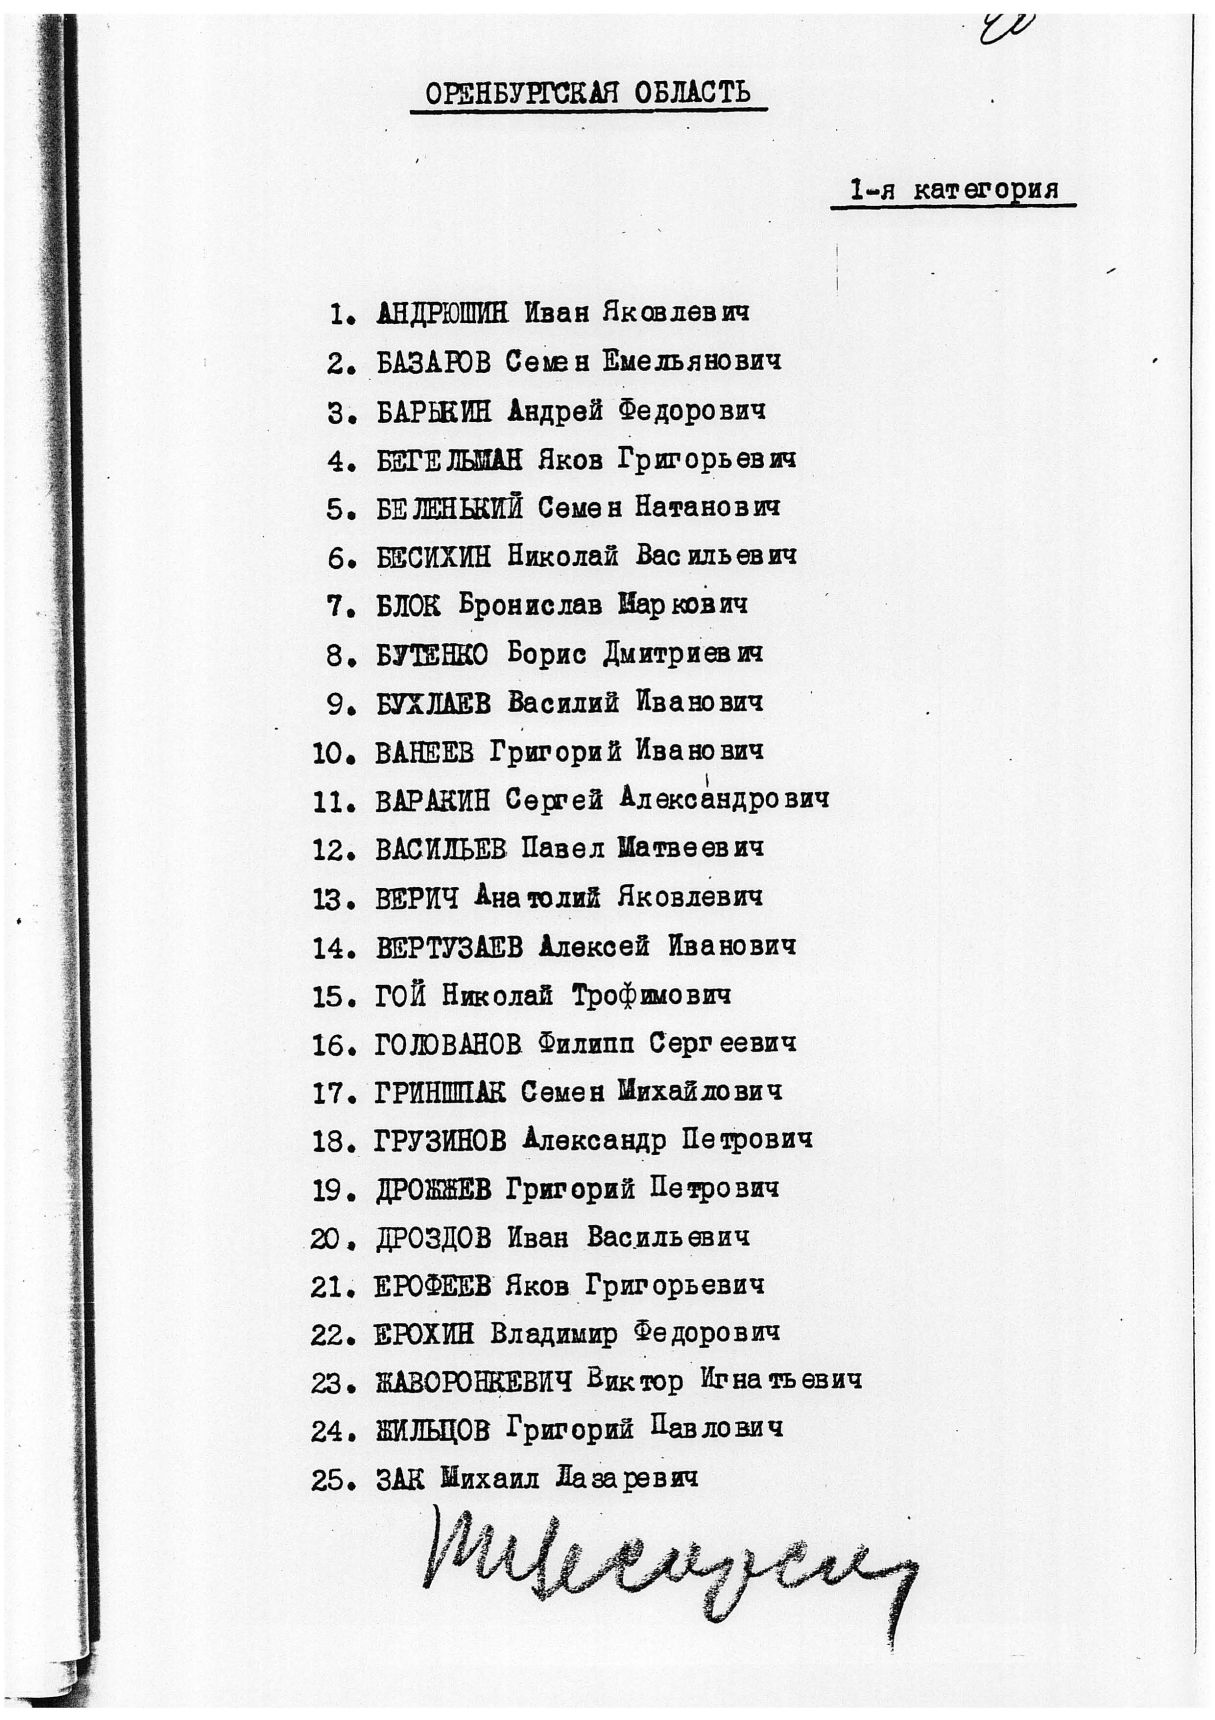 ОРЕНБУРГСКАЯ ОБЛАСТЬ
1-я категория
1. АНДРЮШИН Иван Яковлевич
2. БАЗАРОВ Семен Емельянович
3. БАРЫКИН Андрей Федорович
4. БЕГЕЛЬМАН Яков Григорьевич
5. БЕЛЕНЬКИЙ Семен Натанович
6. БЕСИХИН Николай Васильевич
7. БЛОК Бронислав Маркович
8. БУТЕНКО Борис Дмитриевич
9. БУХЛАЕВ Василий Иванович
10. ВАНЕЕВ Григорий Иванович
11. ВАРАКИН Сергей Александрович
12. ВАСИЛЬЕВ Павел Матвеевич
13. ВЕРИЧ Анатолий Яковлевич
14. ВЕРТУЗАЕВ Алексей Иванович
15. ГОЙ Николай Трофимович
16. ГОЛОВАНОВ Филипп Сергеевич
17. ГРИНШПАК Семен Михайлович
18. ГРУЗИНОВ Александр Петрович
19. ДРОЖЖЕВ Григорий Петрович
20. ДРОЗДОВ Иван Васильевич
21. ЕРОФЕЕВ Яков Григорьевич
22. ЕРОХИН Владимир Федорович
23. ЖАВОРОНКЕВИЧ Виктор Игнатьевич
24. ЖИЛЬЦОВ Григорий Павлович
25. ЗАК Михаил Лазаревич